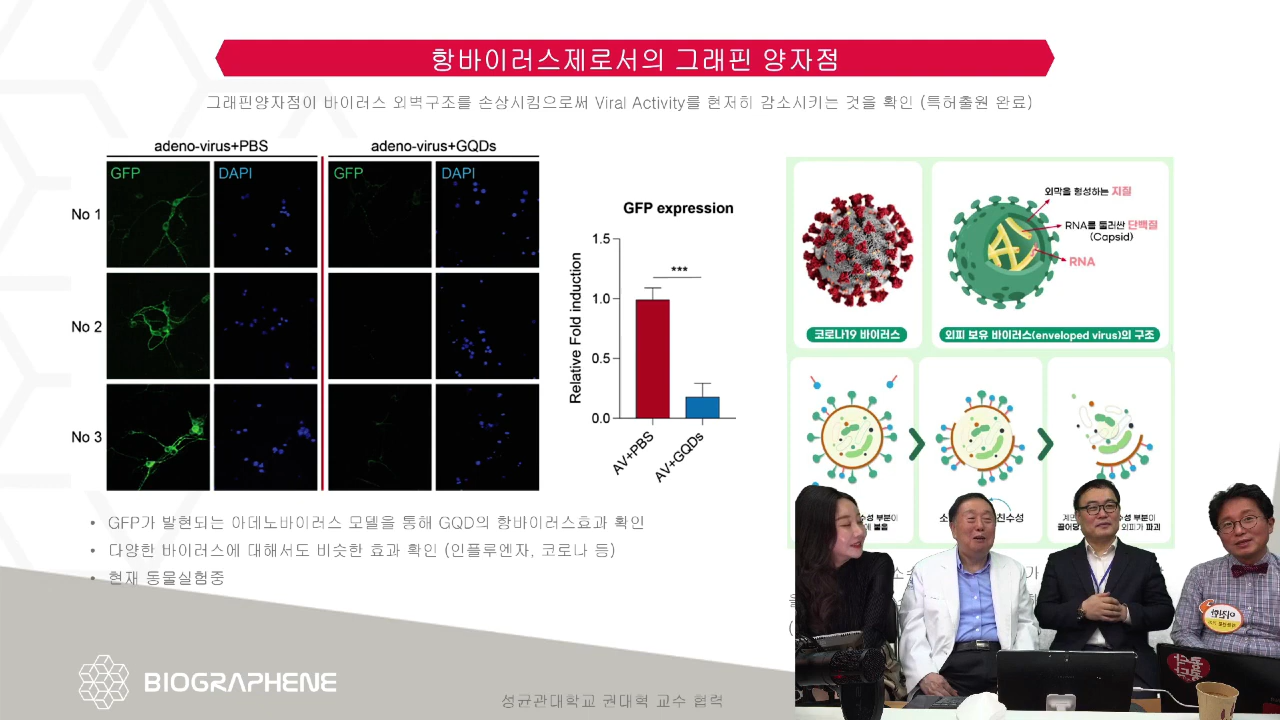 항바이러스제로서의 그래핀 양자점
그래핀양자점이 바이러스 외벽구조를 손상시킴으로써 Viral Activity를 현저히 감소시키는 것을 확인 (특허출원 완료)
adeno-virus+PBS
adeno-virus+GQDs
GFP
DAPI
GFP
DAPI
No 1
No 2
No 3
GFP expression
Relative Fold induction
1.5
1.0
0.5
0.0
***
AV+PBS
AV+GQDs
외막을 형성하는 지질
RNA를 둘러싼 단백질
(Capsid)
RNA
코로나19 바이러스
외피 보유 바이러스(enveloped virus)의 구조
친수성
외피가 파괴
• GFP가 발현되는 아데노바이러스 모델을 통해 GQD의 항바이러스효과 확인
• 다양한 바이러스에 대해서도 비슷한 효과 확인 (인플루엔자, 코로나 등)
• 현재 동물실험중
BIOGRAPHENE
성균관대학교 권대혁 교수 협력